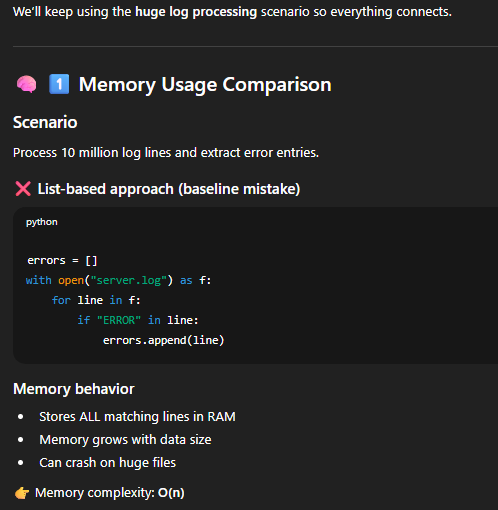 We'll keep using the huge log processing scenario so everything connects.
🧠 1️⃣ Memory Usage Comparison
Scenario
Process 10 million log lines and extract error entries.
❌ List-based approach (baseline mistake)
python
errors = []
with open("server.log") as f:
    for line in f:
        if "ERROR" in line:
            errors.append(line)
Memory behavior
• Stores ALL matching lines in RAM
• Memory grows with data size
• Can crash on huge files
👉 Memory complexity: O(n)